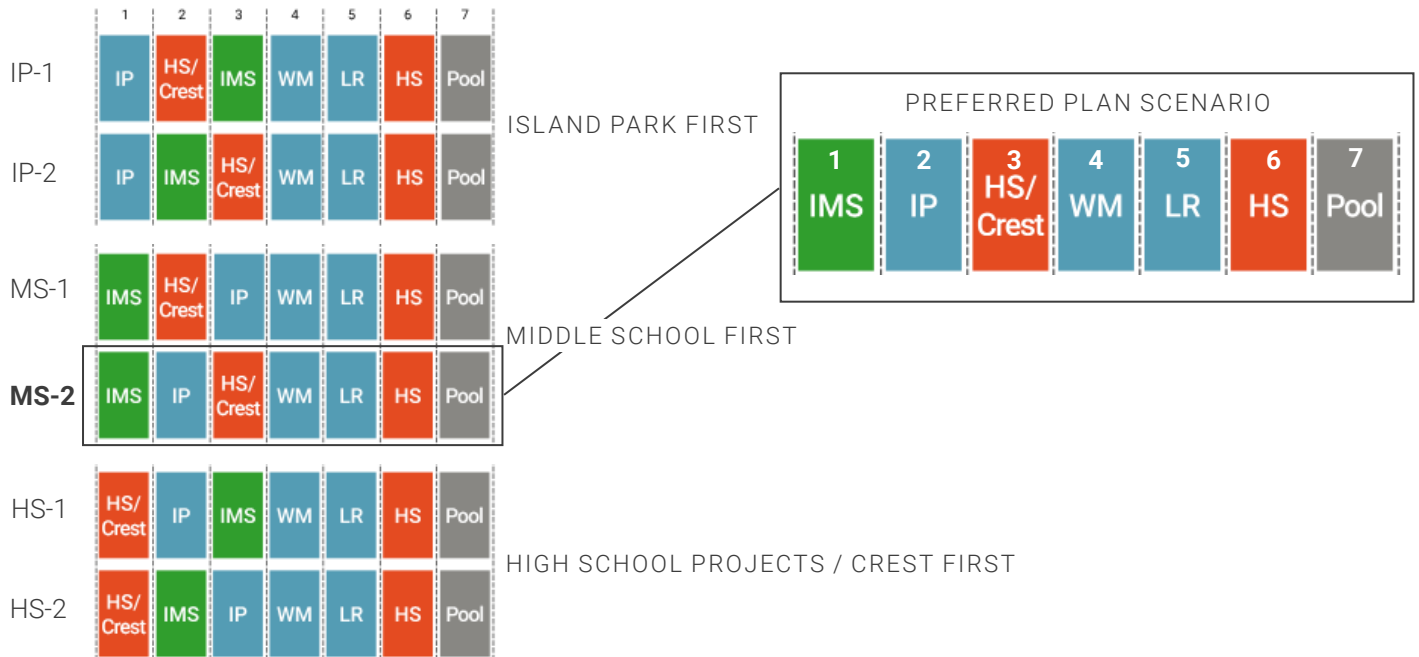 1 2 3 4 5 6 7
IP-1
IP HS/ Crest IMS WM LR HS Pool
ISLAND PARK FIRST
IP-2
IP IMS HS/ Crest WM LR HS Pool
MS-1
IMS HS/ Crest IP WM LR HS Pool
MIDDLE SCHOOL FIRST
MS-2
IMS IP HS/ Crest WM LR HS Pool
HS-1
HS/ Crest IP IMS WM LR HS Pool
HIGH SCHOOL PROJECTS / CREST FIRST
HS-2
HS/ Crest IMS IP WM LR HS Pool
PREFERRED PLAN SCENARIO
1 2 3 4 5 6 7
IMS IP HS/ Crest WM LR HS Pool